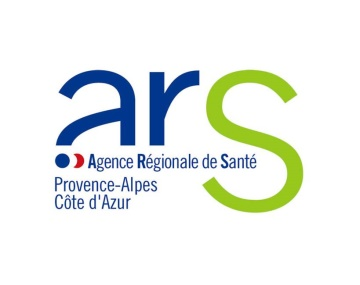 ars
Agence Régionale de Santé
Provence-Alpes
Côte d'Azur